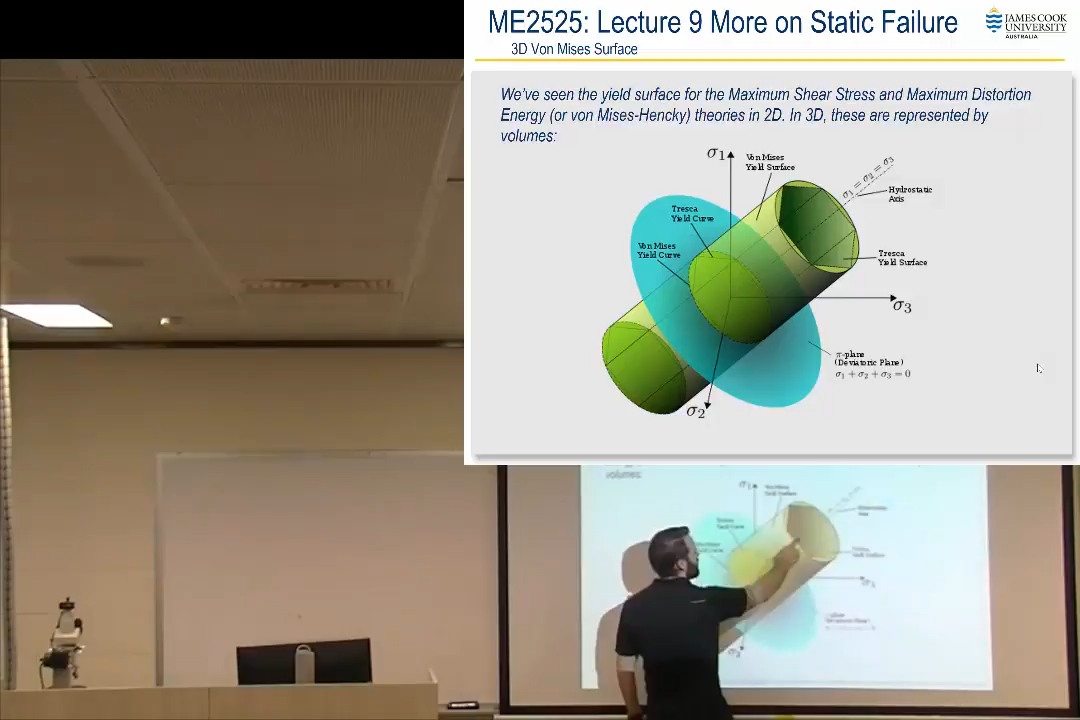 ME2525: Lecture 9 More on Static Failure
JAMES COOK
UNIVERSITY
AUSTRALIA
3D Von Mises Surface
We've seen the yield surface for the Maximum Shear Stress and Maximum Distortion
Energy (or von Mises-Hencky) theories in 2D. In 3D, these are represented by
volumes:
σ1
Von Mises
Yield Surface
σ1 = σ2 = σ3
Hydrostatic
Axis
Tresca
Yield Curve
Von Mises
Yield Curve
Tresca
Yield Surface
σ3
π-plane
(Deviatoric Plane)
σ1 + σ2 + σ3 = 0
σ2
volumes:
σ1
σ3